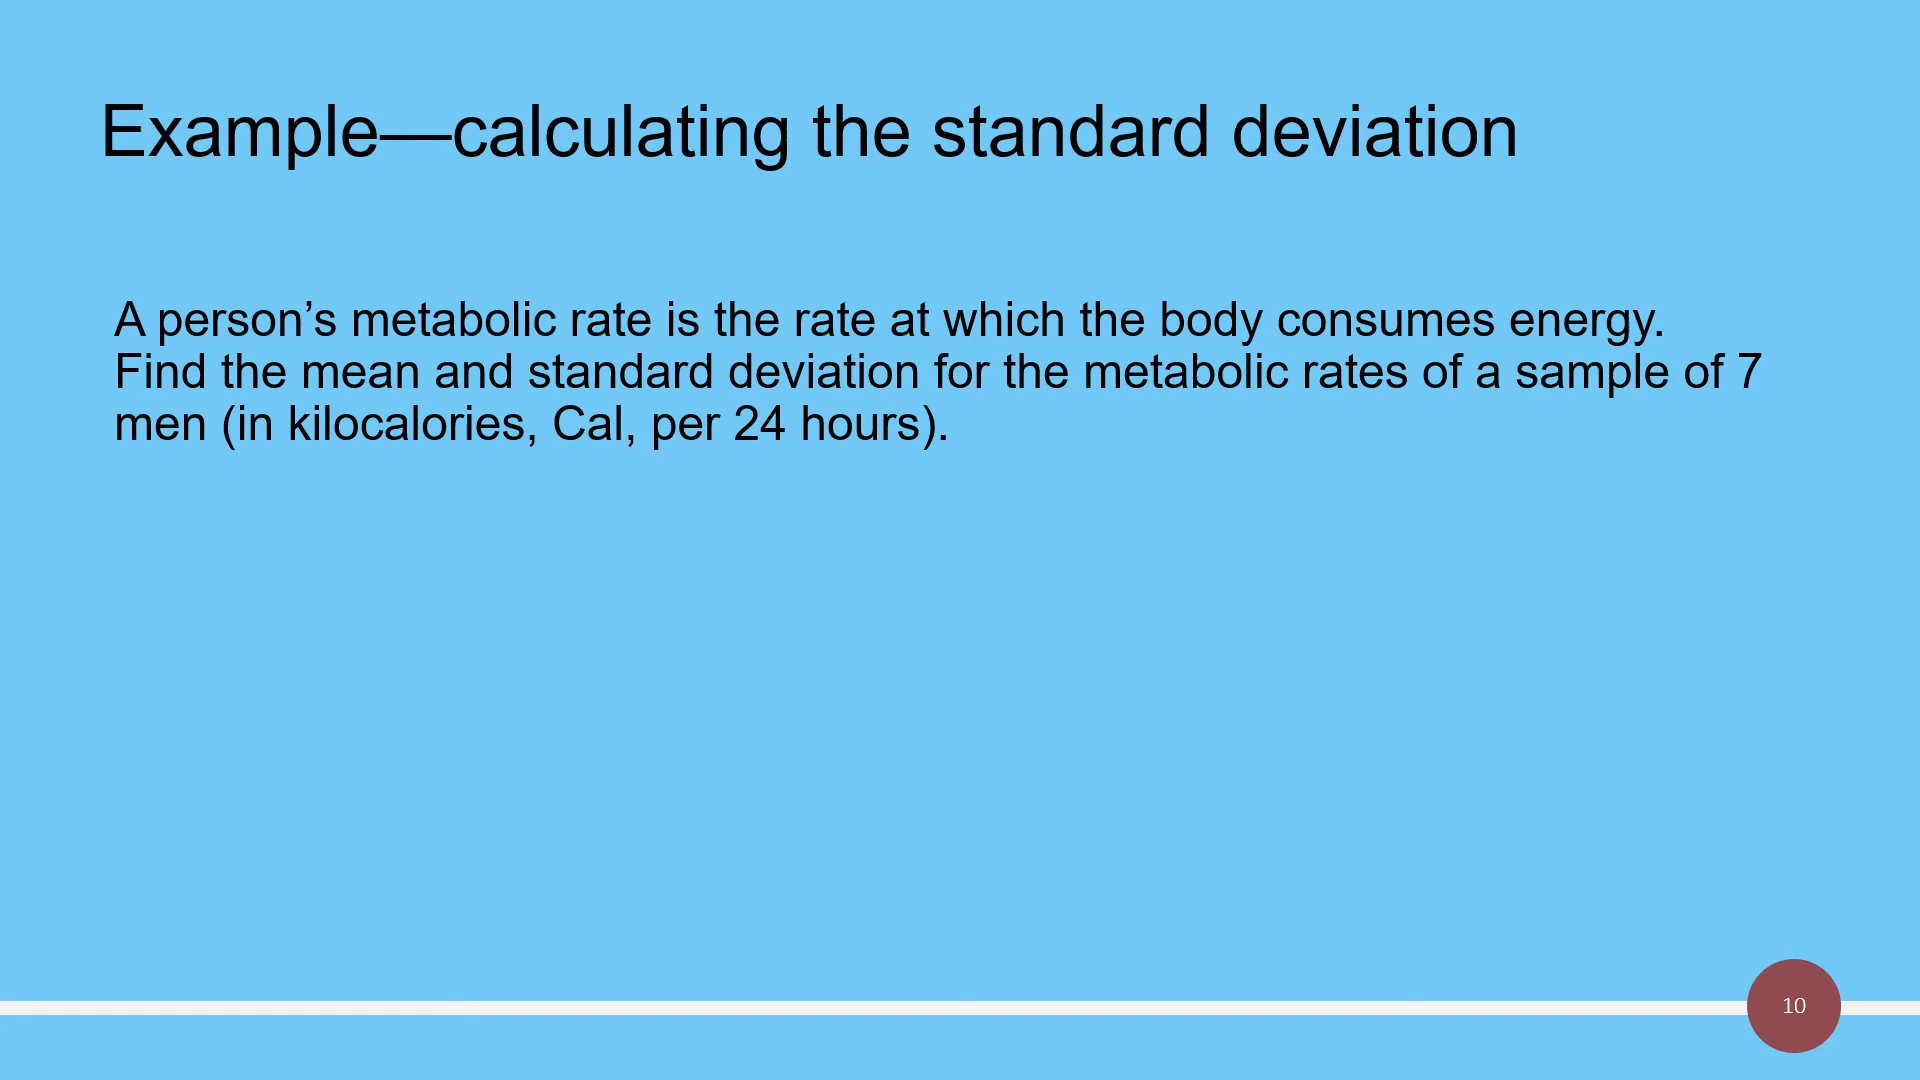 Example—calculating the standard deviation
A person’s metabolic rate is the rate at which the body consumes energy.
Find the mean and standard deviation for the metabolic rates of a sample of 7
men (in kilocalories, Cal, per 24 hours).
10